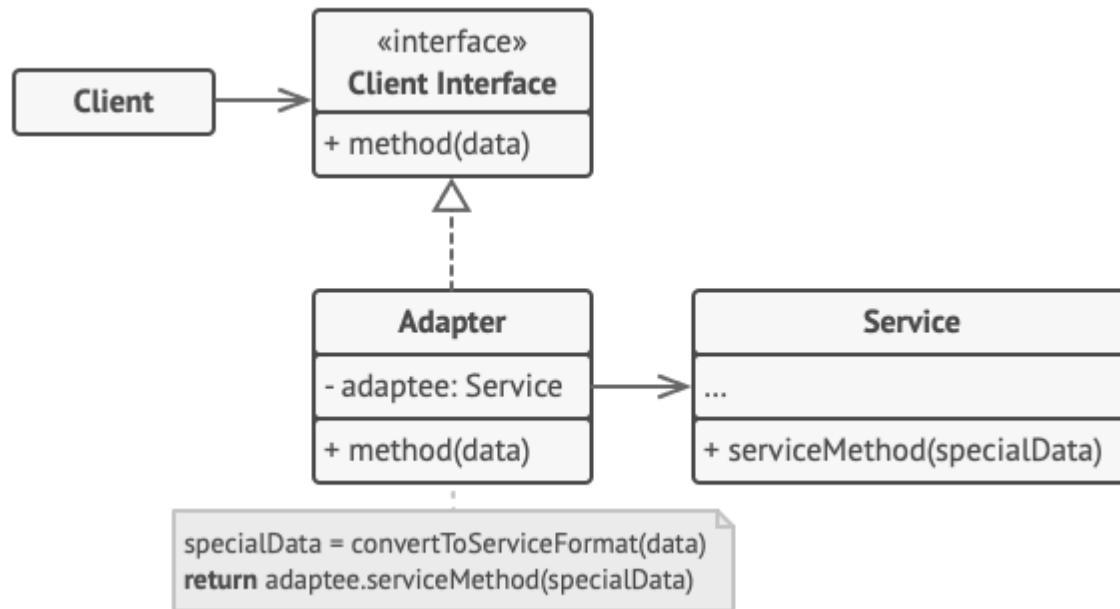 «interface»
Client Interface
Client
+ method(data)
Adapter
Service
- adaptee: Service
...
+ method(data)
+ serviceMethod(specialData)
specialData = convertToServiceFormat(data)
return adaptee.serviceMethod(specialData)